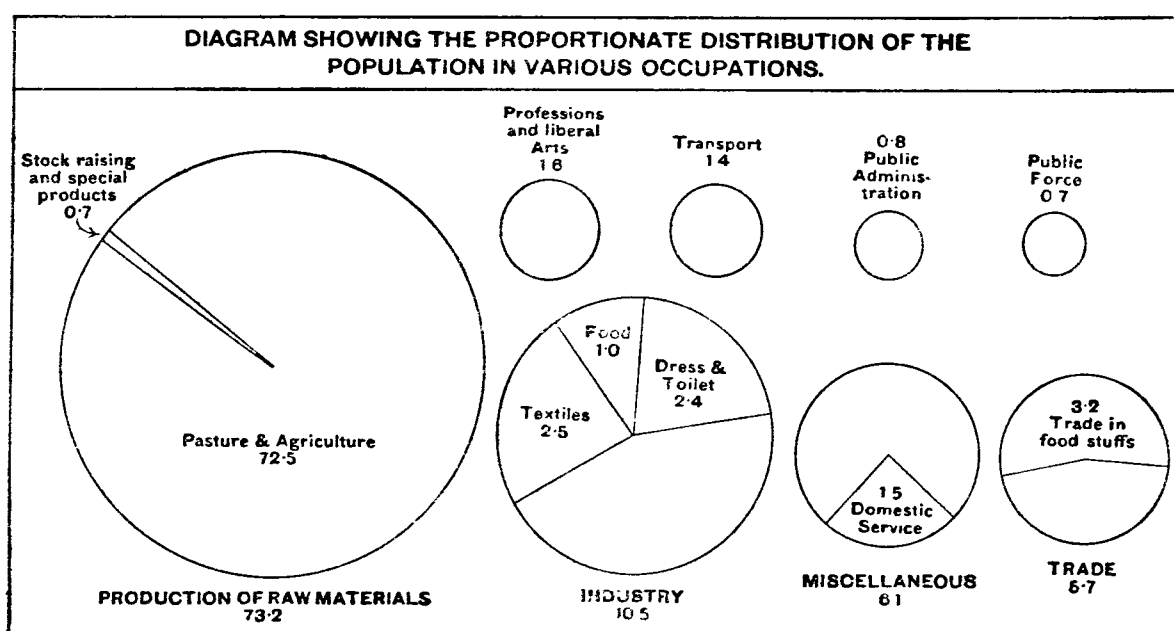 DIAGRAM SHOWING THE PROPORTIONATE DISTRIBUTION OF THE
POPULATION IN VARIOUS OCCUPATIONS.
Stock raising
and special
products
0·7
Pasture & Agriculture
72·5
PRODUCTION OF RAW MATERIALS
73·2
Professions
and liberal
Arts
1 6
Transport
1 4
0·8
Public
Adminis-
tration
Public
Force
0 7
Food
1·0
Dress &
Toilet
2·4
Textiles
2·5
INDUSTRY
10 5
1 5
Domestic
Service
MISCELLANEOUS
6 1
3·2
Trade in
food stuffs
TRADE
5·7